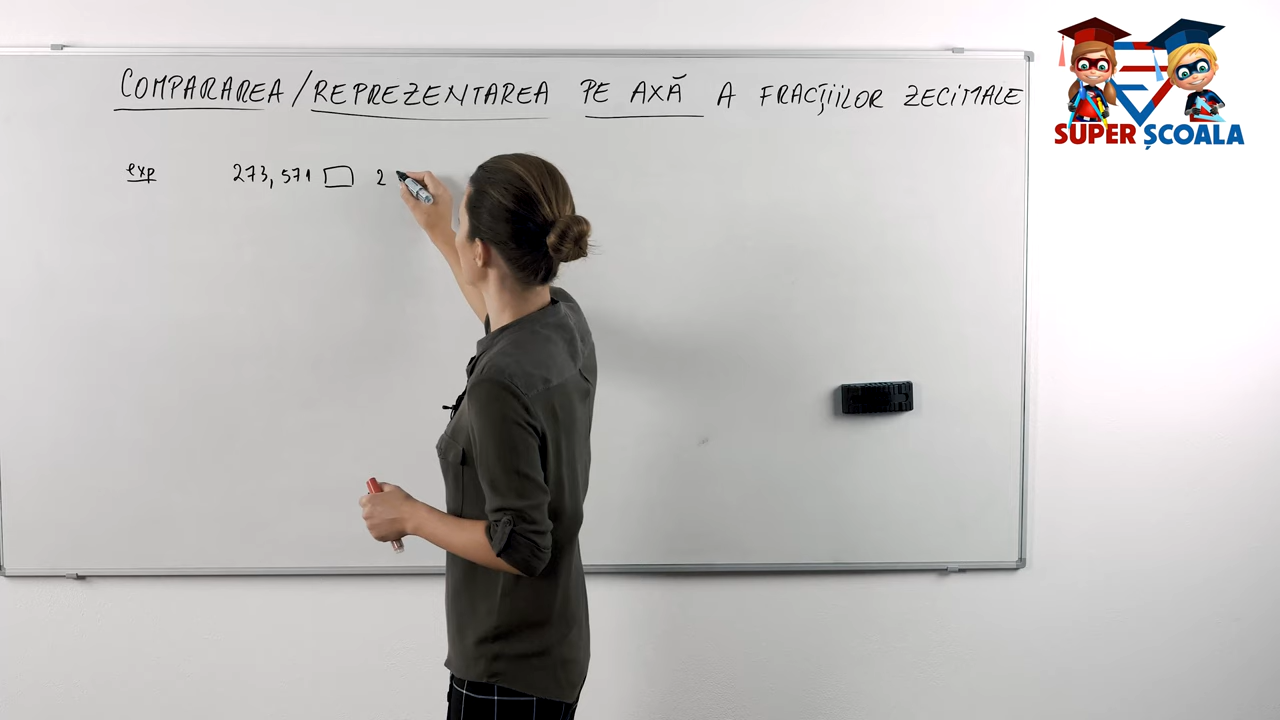 COMPARAREA / REPREZENTAREA PE AXĂ A FRACȚIILOR ZECIMALE
exp 273,571 □ 2
SUPER ȘCOALA